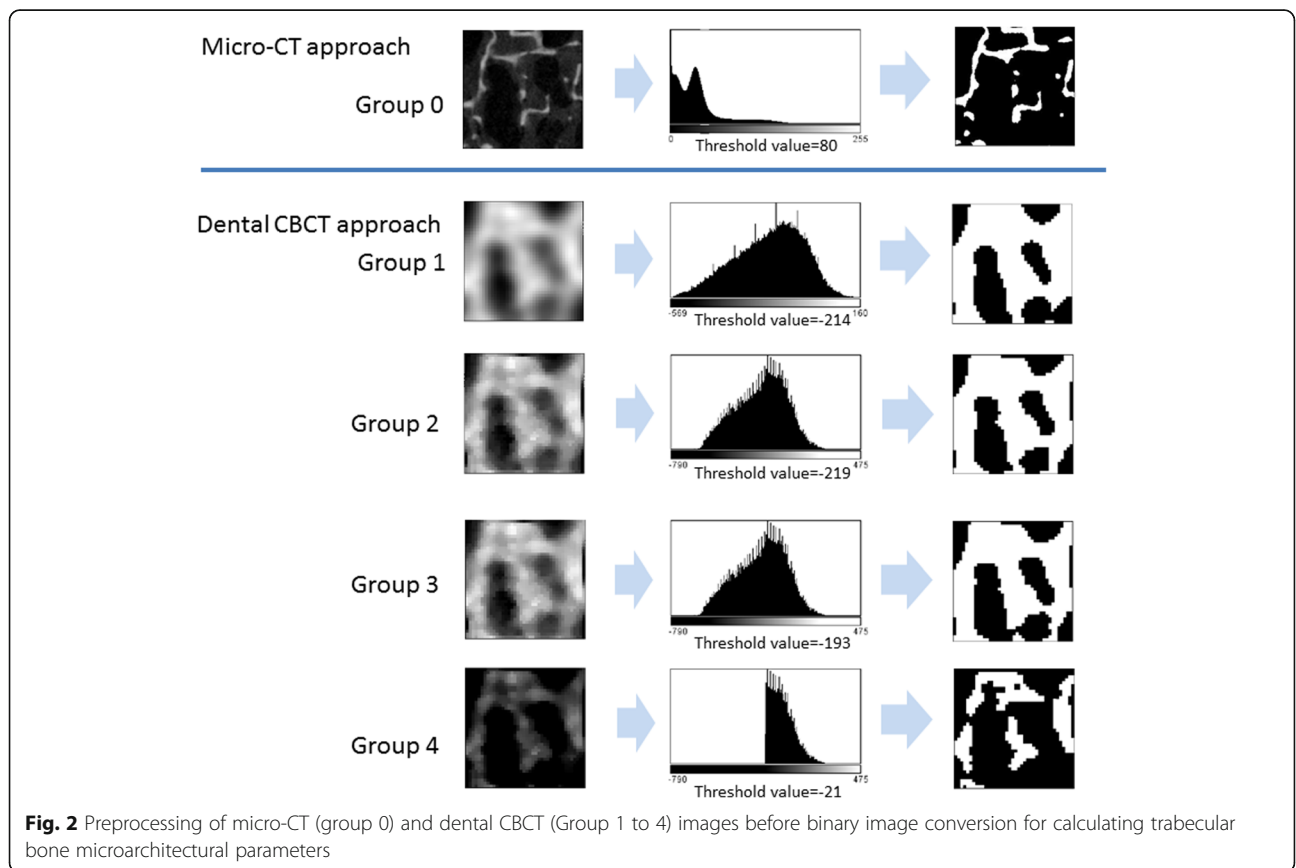 Micro-CT approach
Group 0
0 255
Threshold value=80
Dental CBCT approach
Group 1
-569 160
Threshold value=-214
Group 2
-790 475
Threshold value=-219
Group 3
-790 475
Threshold value=-193
Group 4
-790 475
Threshold value=-21
Fig. 2 Preprocessing of micro-CT (group 0) and dental CBCT (Group 1 to 4) images before binary image conversion for calculating trabecular
bone microarchitectural parameters